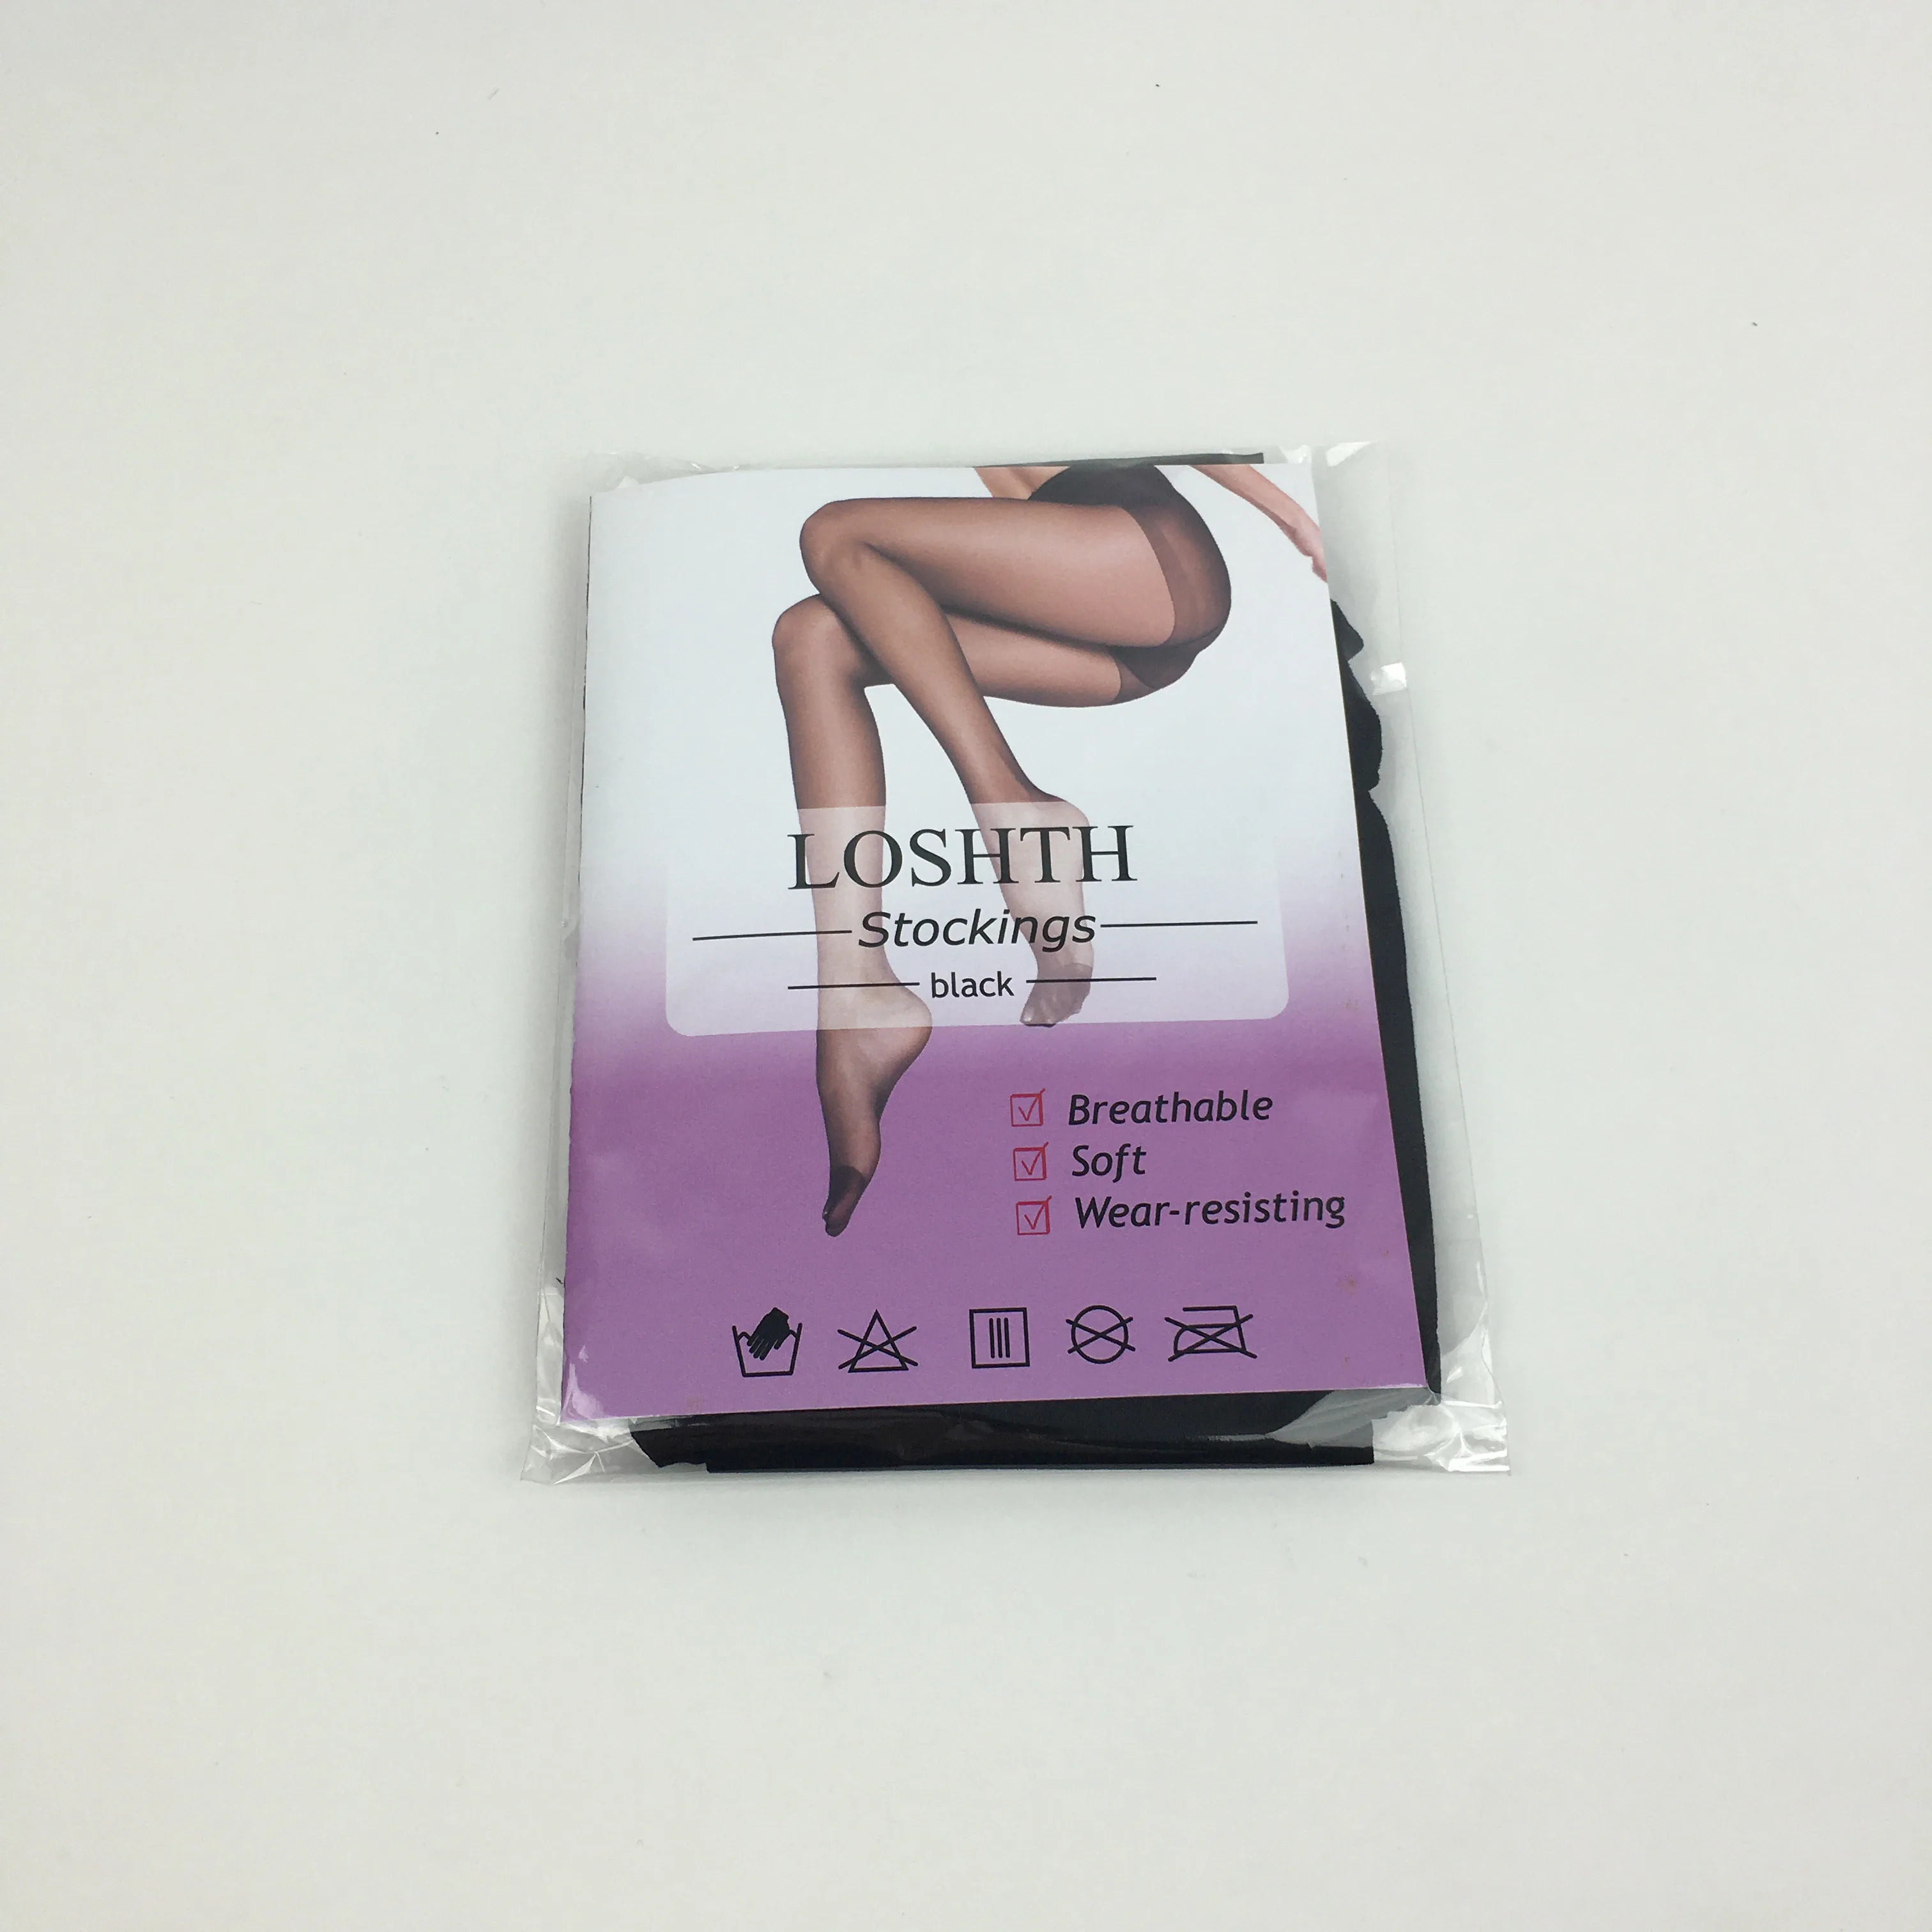 LOSHTH
Stockings
black
Breathable
Soft
Wear-resisting